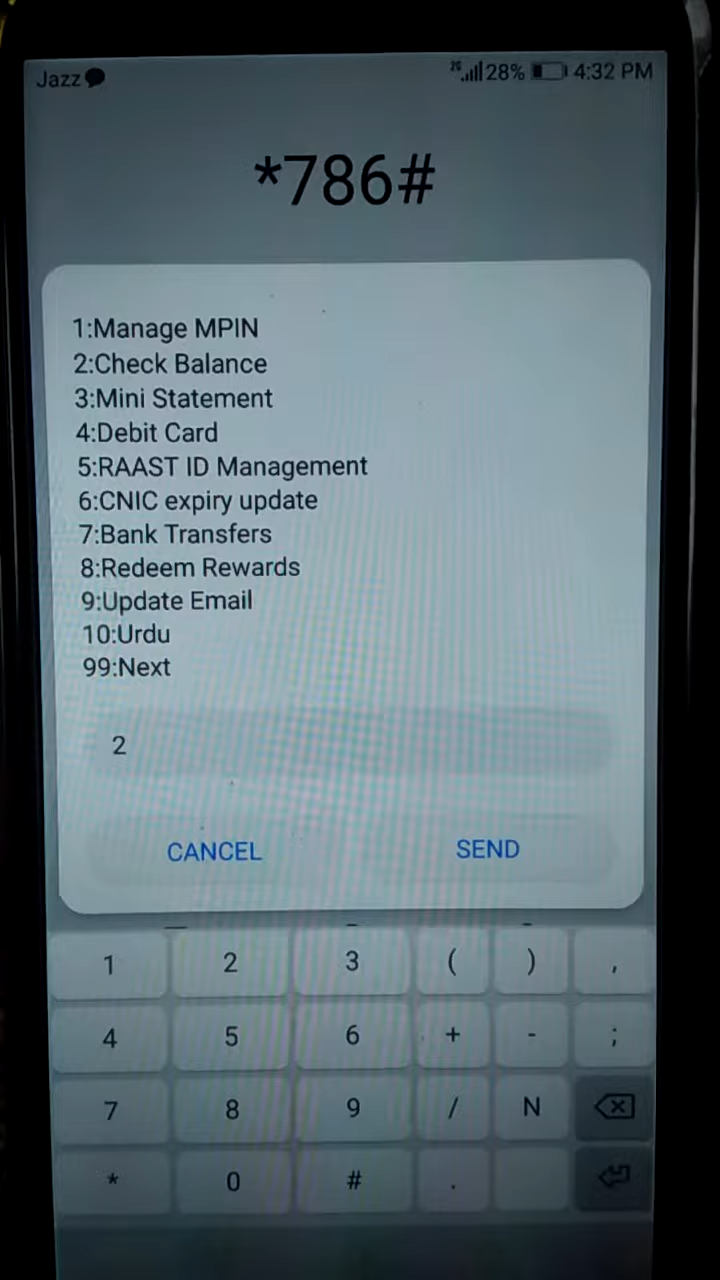 Jazz 2G 28% 4:32 PM
*786#
1:Manage MPIN
2:Check Balance
3:Mini Statement
4:Debit Card
5:RAAST ID Management
6:CNIC expiry update
7:Bank Transfers
8:Redeem Rewards
9:Update Email
10:Urdu
99:Next
2
CANCEL SEND
1 2 3 ( ) ,
4 5 6 + - ;
7 8 9 / N
* 0 # .